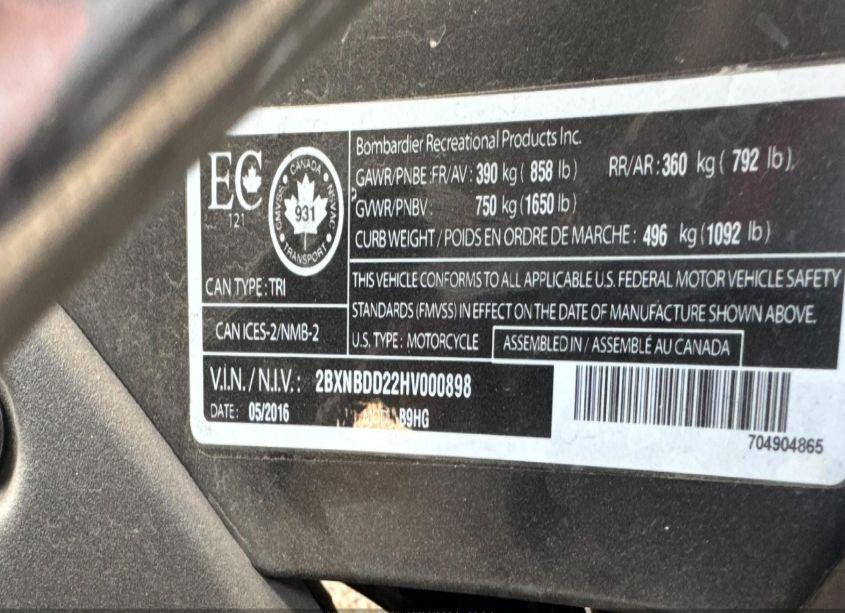 EC
121
CANADA
CMVSS
NSVAC
TRANSPORT
931
CAN TYPE: TRI
CAN ICES-2/NMB-2
Bombardier Recreational Products Inc.
GAWR/PNBE:FR/AV: 390 kg ( 858 lb) RR/AR: 360 kg ( 792 lb)
GVWR/PNBV: 750 kg (1650 lb)
CURB WEIGHT / POIDS EN ORDRE DE MARCHE : 496 kg (1092 lb)
THIS VEHICLE CONFORMS TO ALL APPLICABLE U.S. FEDERAL MOTOR VEHICLE SAFETY
STANDARDS (FMVSS) IN EFFECT ON THE DATE OF MANUFACTURE SHOWN ABOVE.
U.S. TYPE : MOTORCYCLE ASSEMBLED IN / ASSEMBLÉ AU CANADA
V.I.N. / N.I.V.: 2BXNBDD22HV000898
DATE: 05/2016 B9HG
704904865